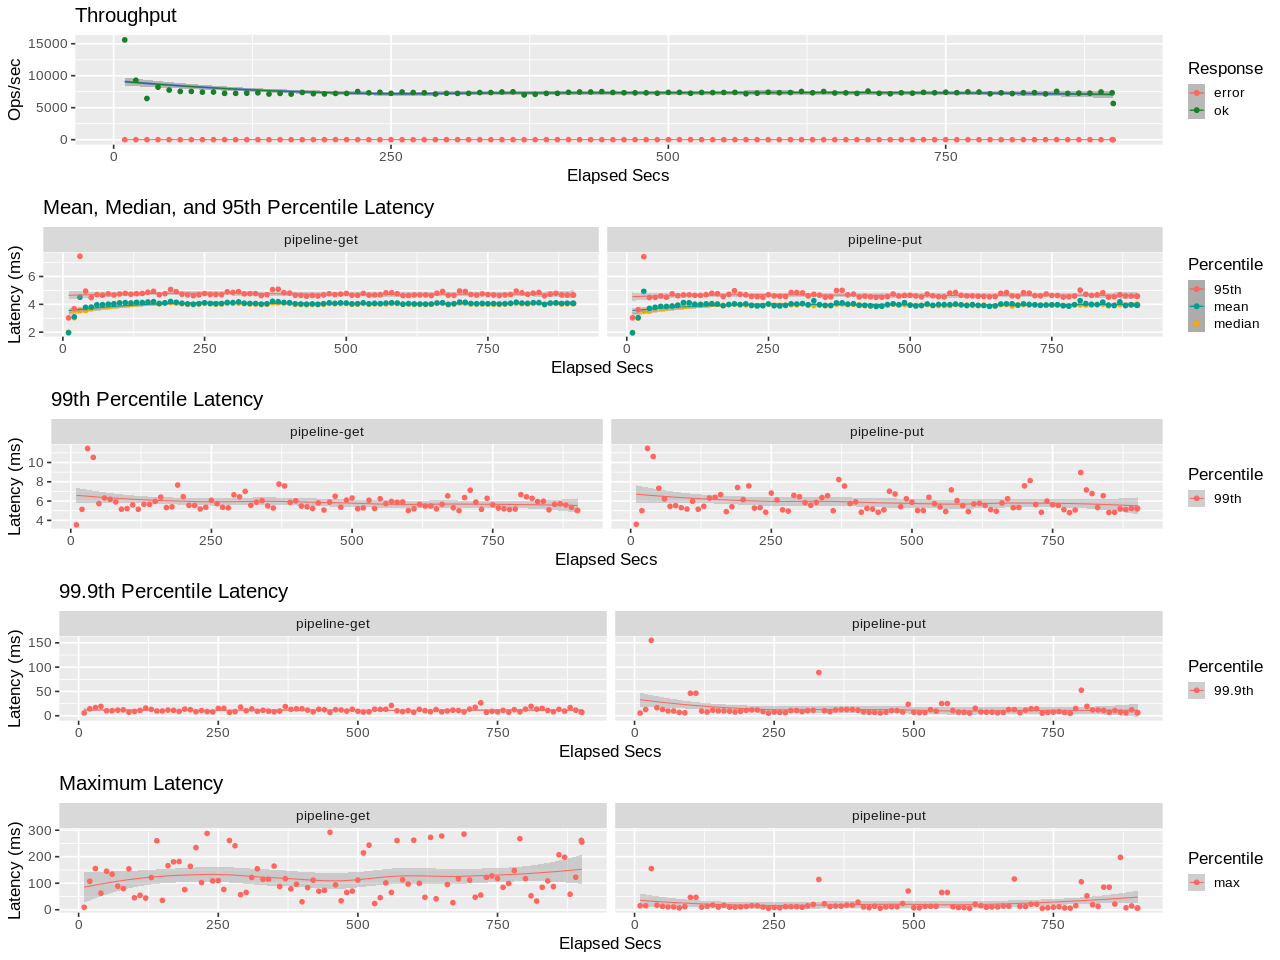 Throughput
15000
10000
5000
0
Ops/sec
0 250 500 750
Elapsed Secs
Response
error
ok
Mean, Median, and 95th Percentile Latency
pipeline-get pipeline-put
6
4
2
Latency (ms)
0 250 500 750 0 250 500 750
Elapsed Secs
Percentile
95th
mean
median
99th Percentile Latency
pipeline-get pipeline-put
10
8
6
4
Latency (ms)
0 250 500 750 0 250 500 750
Elapsed Secs
Percentile
99th
99.9th Percentile Latency
pipeline-get pipeline-put
150
100
50
0
Latency (ms)
0 250 500 750 0 250 500 750
Elapsed Secs
Percentile
99.9th
Maximum Latency
pipeline-get pipeline-put
300
200
100
0
Latency (ms)
0 250 500 750 0 250 500 750
Elapsed Secs
Percentile
max